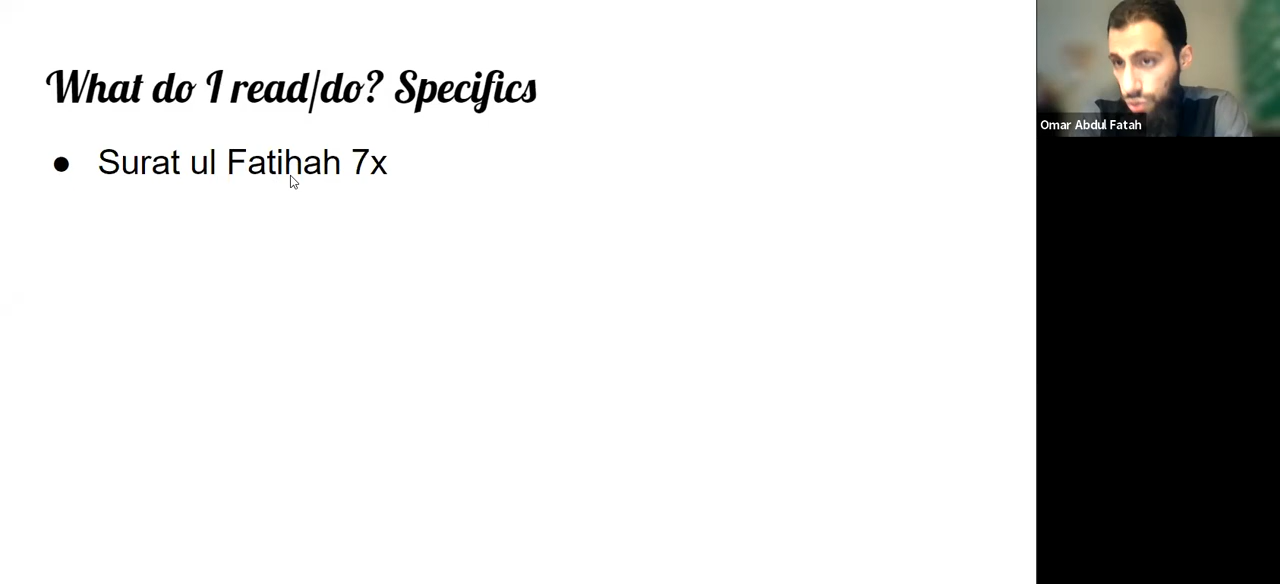 What do I read/do? Specifics
● Surat ul Fatihah 7x
Omar Abdul Fatah